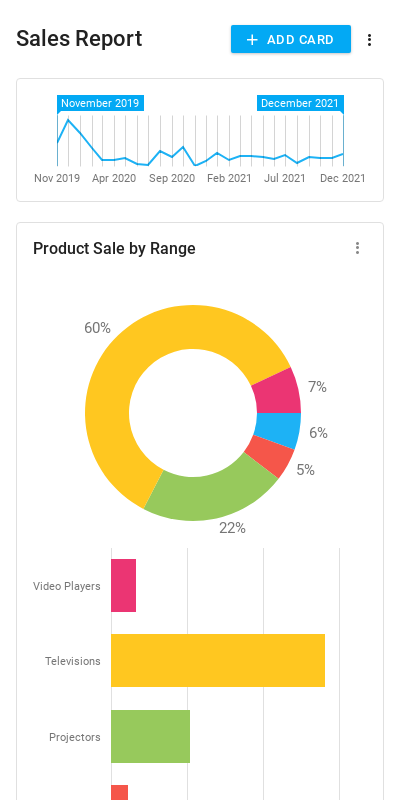 Sales Report
+ ADD CARD
November 2019
December 2021
Nov 2019 Apr 2020 Sep 2020 Feb 2021 Jul 2021 Dec 2021
Product Sale by Range
60%
7%
6%
5%
22%
Video Players
Televisions
Projectors